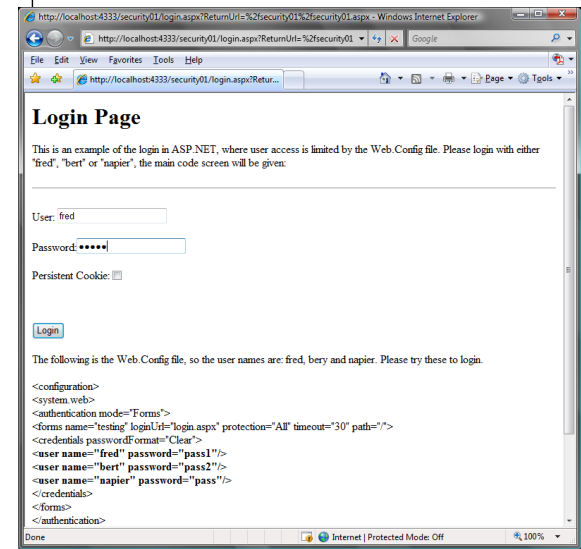 http://localhost:4333/security01/login.aspx?ReturnUrl=%2fsecurity01%2fsecurity01.aspx - Windows Internet Explorer
http://localhost:4333/security01/login.aspx?ReturnUrl=%2fsecurity01 Google
File Edit View Favorites Tools Help
http://localhost:4333/security01/login.aspx?Retur... Page Tools
Login Page
This is an example of the login in ASP.NET, where user access is limited by the Web.Config file. Please login with either
"fred", "bert" or "napier", the main code screen will be given:
User: fred
Password: •••••
Persistent Cookie:
Login
The following is the Web.Config file, so the user names are: fred, bery and napier. Please try these to login.
<configuration>
<system.web>
<authentication mode="Forms">
<forms name="testing" loginUrl="login.aspx" protection="All" timeout="30" path="/">
<credentials passwordFormat="Clear">
<user name="fred" password="pass1"/>
<user name="bert" password="pass2"/>
<user name="napier" password="pass"/>
</credentials>
</forms>
</authentication>
Done Internet | Protected Mode: Off 100%